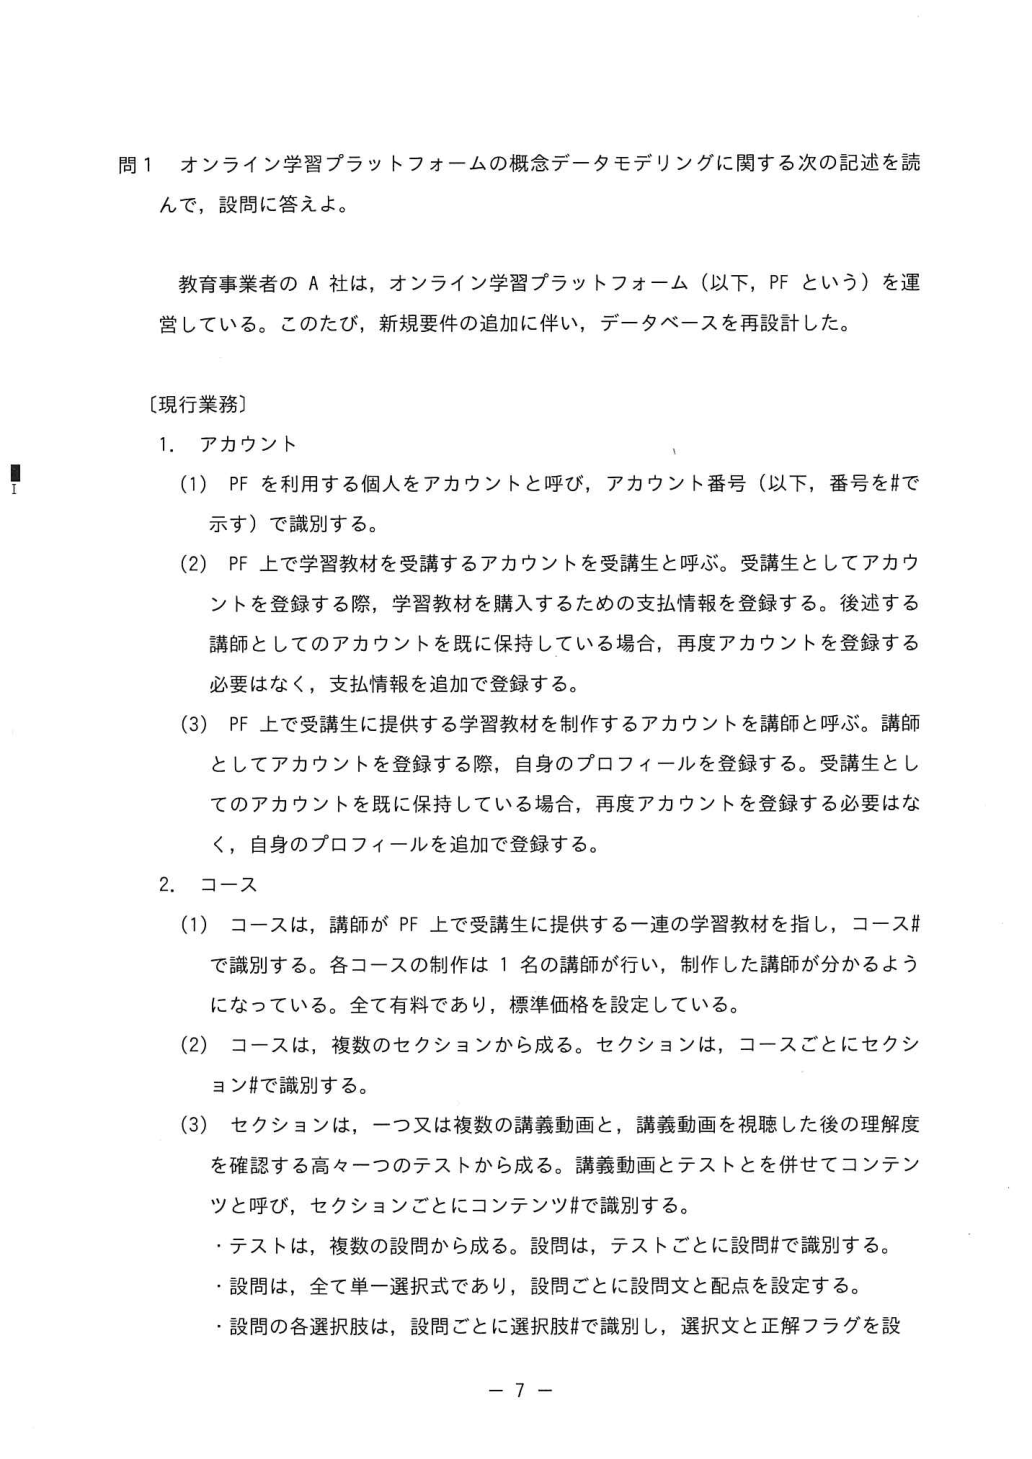 問1　オンライン学習プラットフォームの概念データモデリングに関する次の記述を読
んで，設問に答えよ。
教育事業者の A 社は，オンライン学習プラットフォーム（以下，PF という）を運
営している。このたび，新規要件の追加に伴い，データベースを再設計した。
〔現行業務〕
1.　アカウント
(1)　PF を利用する個人をアカウントと呼び，アカウント番号（以下，番号を#で
示す）で識別する。
(2)　PF 上で学習教材を受講するアカウントを受講生と呼ぶ。受講生としてアカウ
ントを登録する際，学習教材を購入するための支払情報を登録する。後述する
講師としてのアカウントを既に保持している場合，再度アカウントを登録する
必要はなく，支払情報を追加で登録する。
(3)　PF 上で受講生に提供する学習教材を制作するアカウントを講師と呼ぶ。講師
としてアカウントを登録する際，自身のプロフィールを登録する。受講生とし
てのアカウントを既に保持している場合，再度アカウントを登録する必要はな
く，自身のプロフィールを追加で登録する。
2.　コース
(1)　コースは，講師が PF 上で受講生に提供する一連の学習教材を指し，コース#
で識別する。各コースの制作は 1 名の講師が行い，制作した講師が分かるよう
になっている。全て有料であり，標準価格を設定している。
(2)　コースは，複数のセクションから成る。セクションは，コースごとにセクシ
ョン#で識別する。
(3)　セクションは，一つ又は複数の講義動画と，講義動画を視聴した後の理解度
を確認する高々一つのテストから成る。講義動画とテストとを併せてコンテン
ツと呼び，セクションごとにコンテンツ#で識別する。
・テストは，複数の設問から成る。設問は，テストごとに設問#で識別する。
・設問は，全て単一選択式であり，設問ごとに設問文と配点を設定する。
・設問の各選択肢は，設問ごとに選択肢#で識別し，選択文と正解フラグを設
－ 7 －